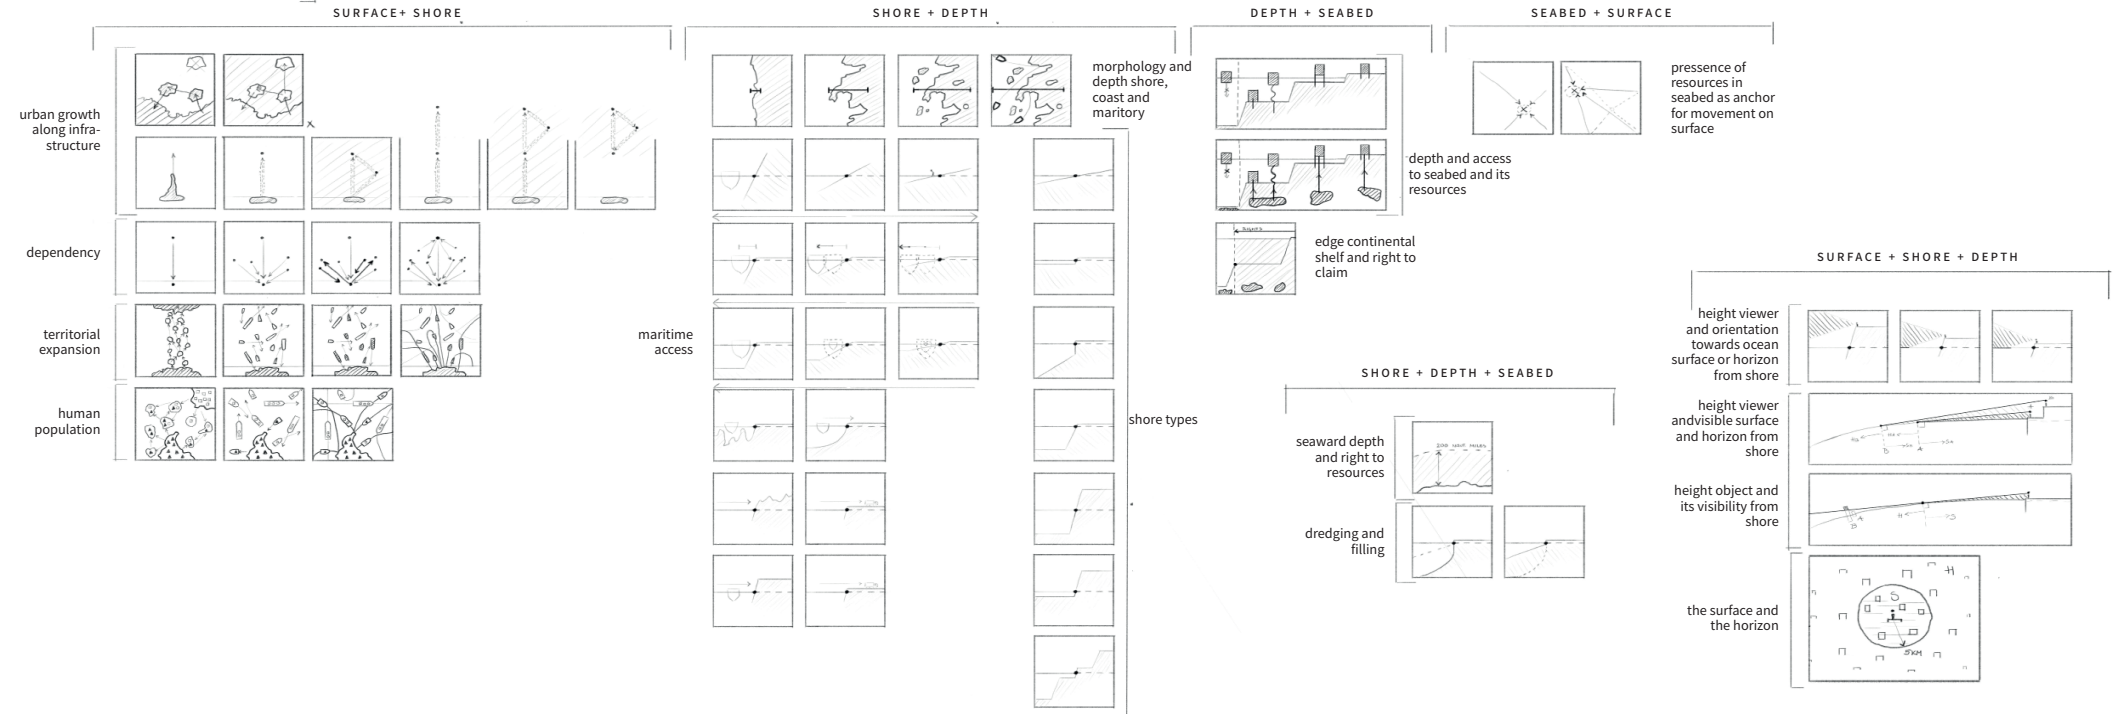 SURFACE+ SHORE
urban growth
along infra-
structure
dependency
territorial
expansion
human
population
SHORE + DEPTH
morphology and
depth shore,
coast and
maritory
maritime
access
shore types
DEPTH + SEABED
depth and access
to seabed and its
resources
RIGHTS
edge continental
shelf and right to
claim
SEABED + SURFACE
pressence of
resources in
seabed as anchor
for movement on
surface
SHORE + DEPTH + SEABED
seaward depth
and right to
resources
200 NAUT MILES
dredging and
filling
SURFACE + SHORE + DEPTH
height viewer
and orientation
towards ocean
surface or horizon
from shore
height viewer
andvisible surface
and horizon from
shore
B
A
height object and
its visibility from
shore
A
B
H
S
the surface and
the horizon
H
S
5KM